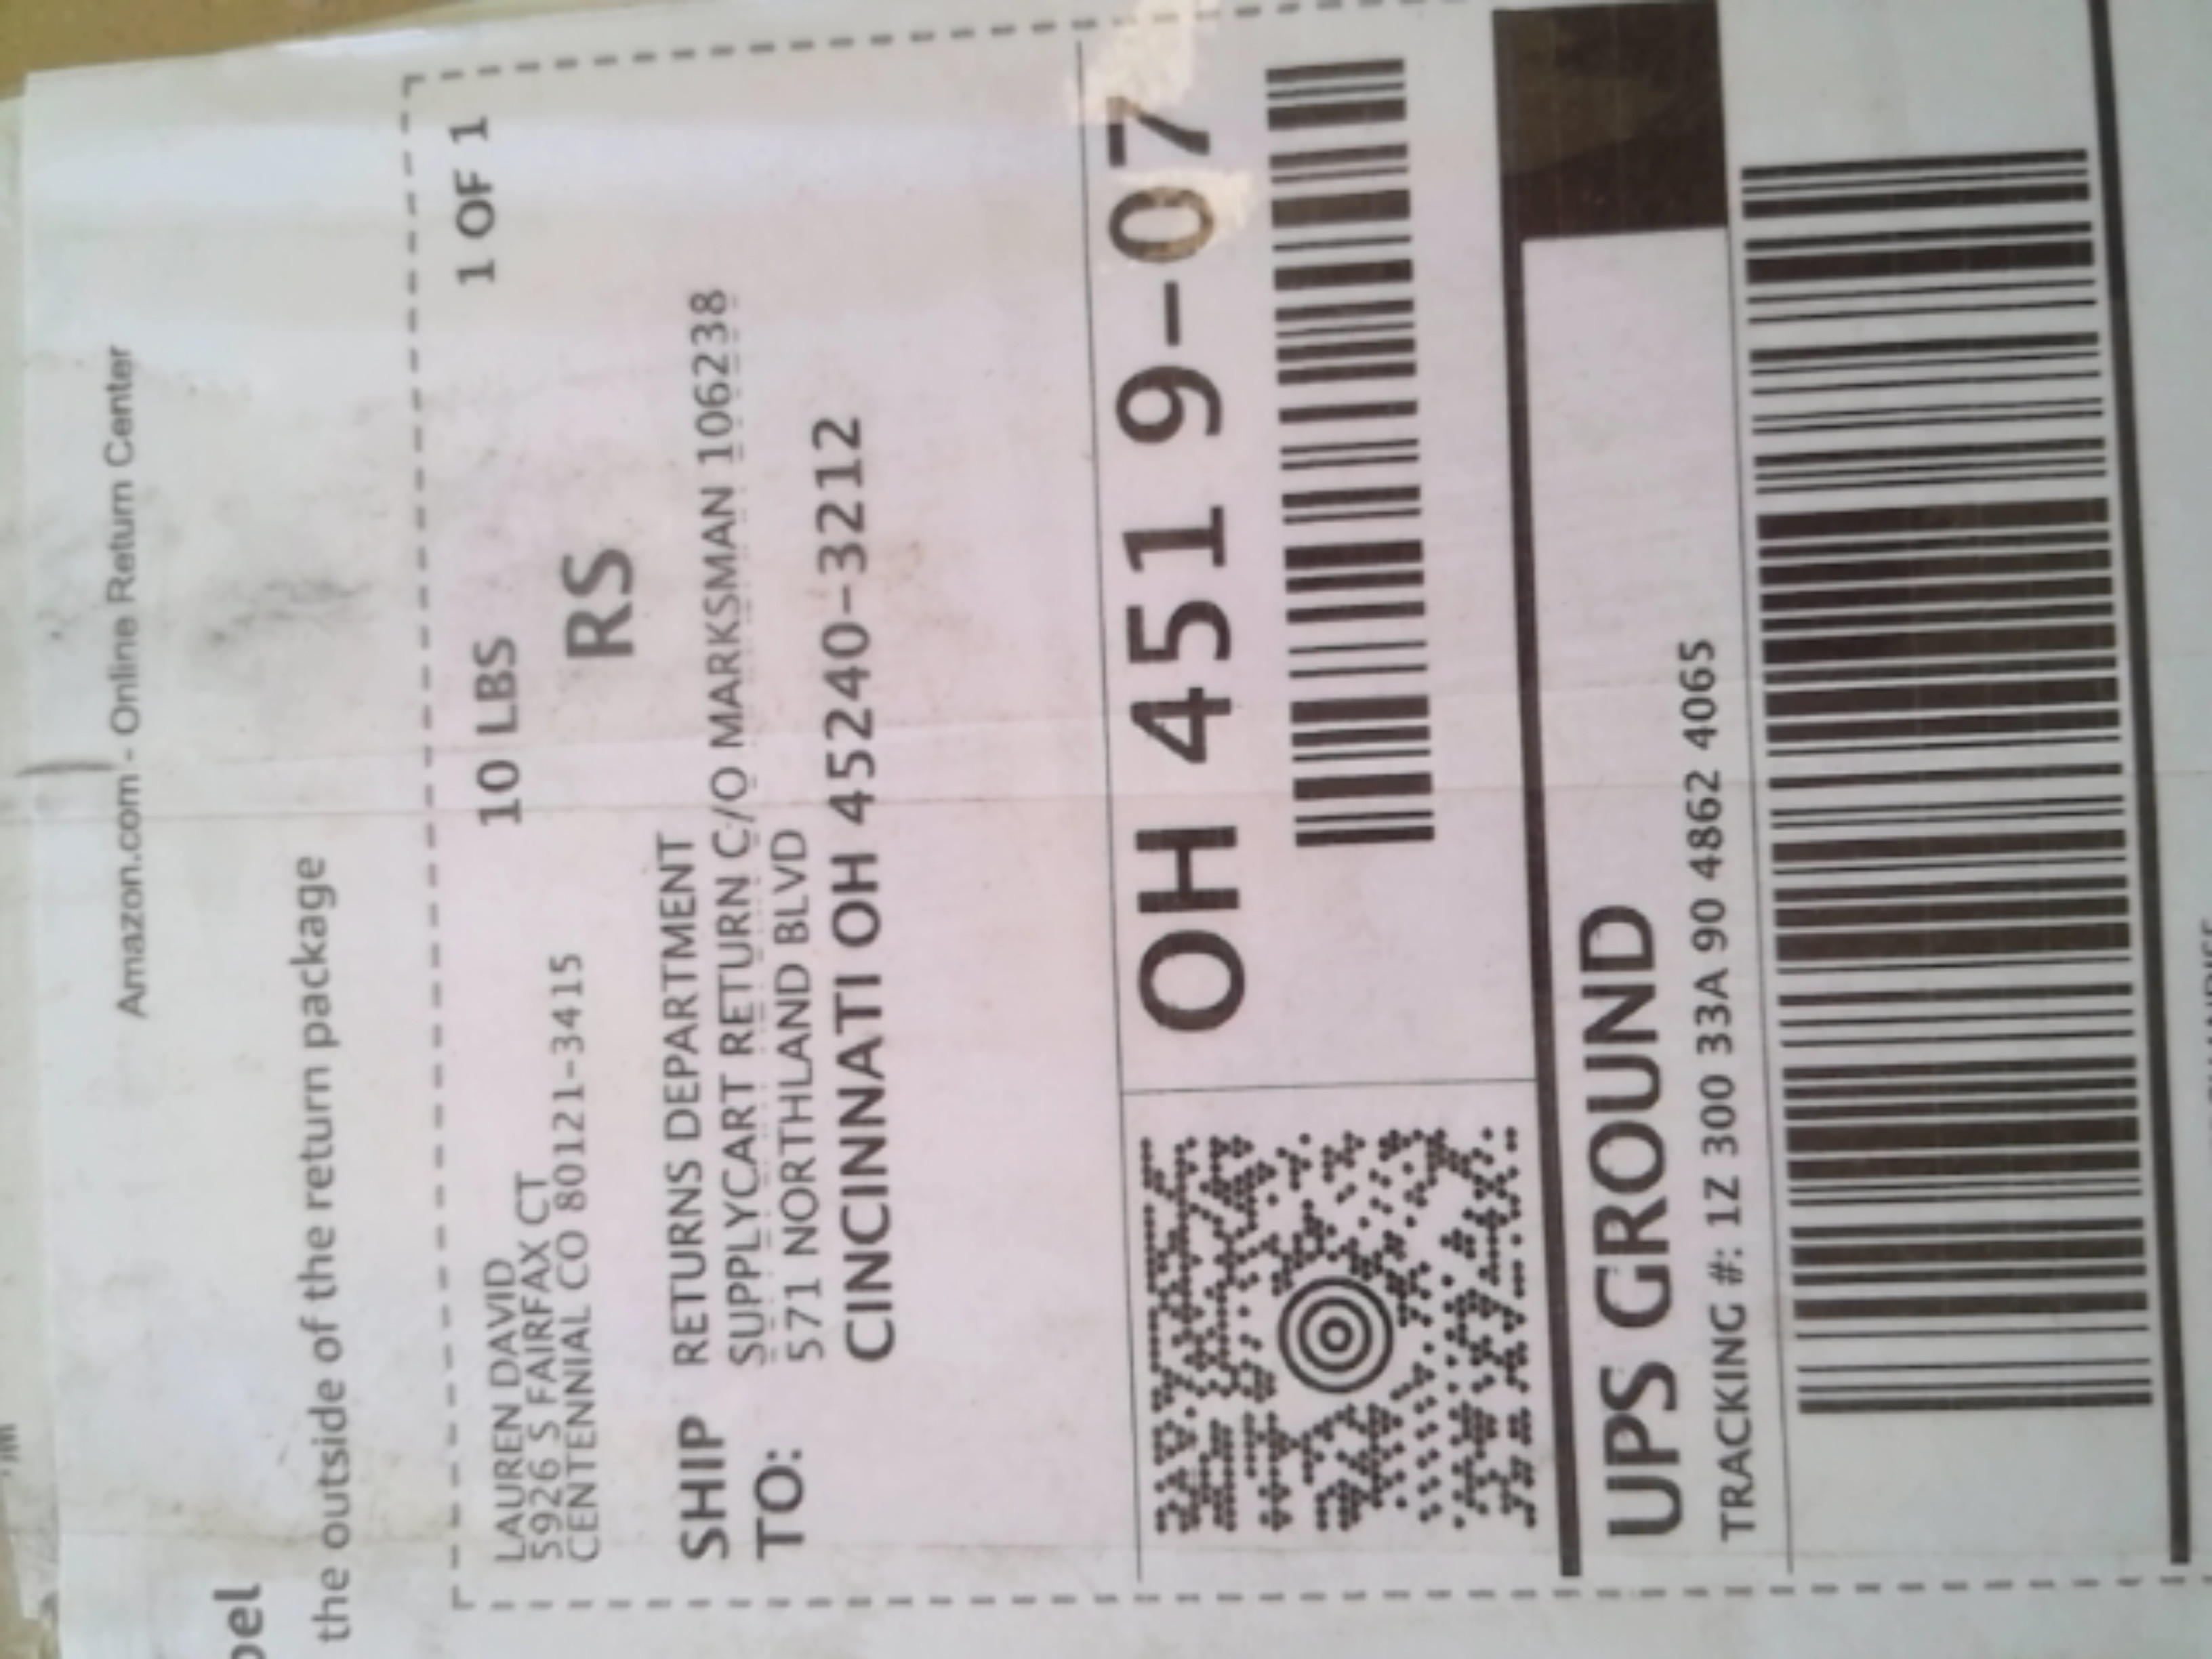 Amazon.com - Online Return Center
the outside of the return package
LAUREN DAVID
5926 S FAIRFAX CT
CENTENNIAL CO 80121-3415
10 LBS
1 OF 1
RS
SHIP TO:
RETURNS DEPARTMENT
SUPPLYCART RETURN C/O MARKSMAN 106238
571 NORTHLAND BLVD
CINCINNATI OH 45240-3212
OH 451 9-07
UPS GROUND
TRACKING #: 1Z 300 33A 90 4862 4065